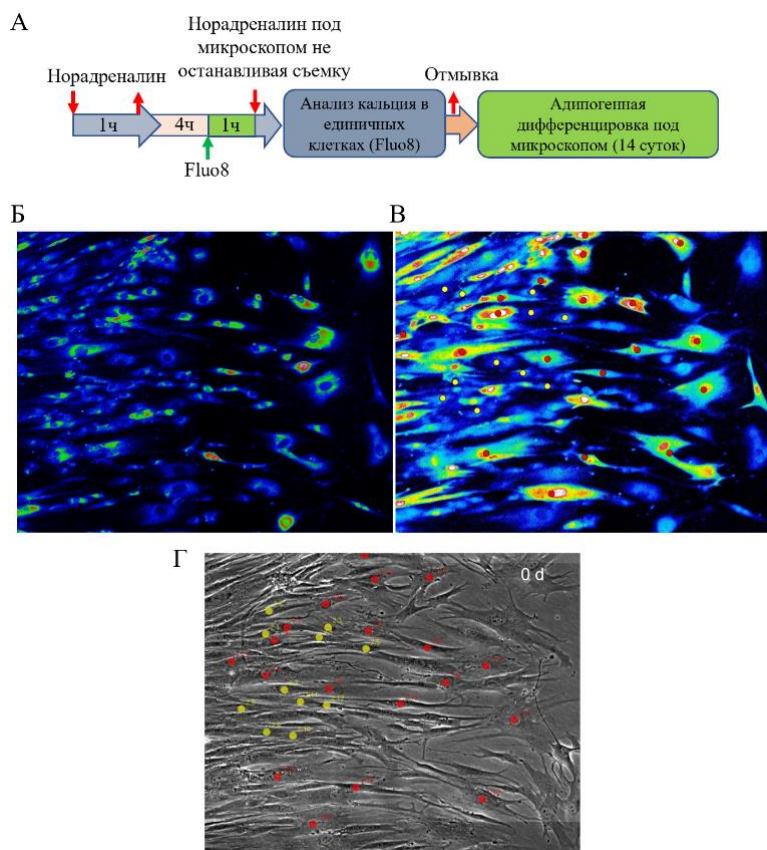 А
Норадреналин
Норадреналин под
микроскопом не
останавливая съемку
Отмывка
1ч
4ч
1ч
Fluo8
Анализ кальция в
единичных
клетках (Fluo8)
Адипогенная
дифференцировка под
микроскопом (14 суток)
Б
В
Г
0 d